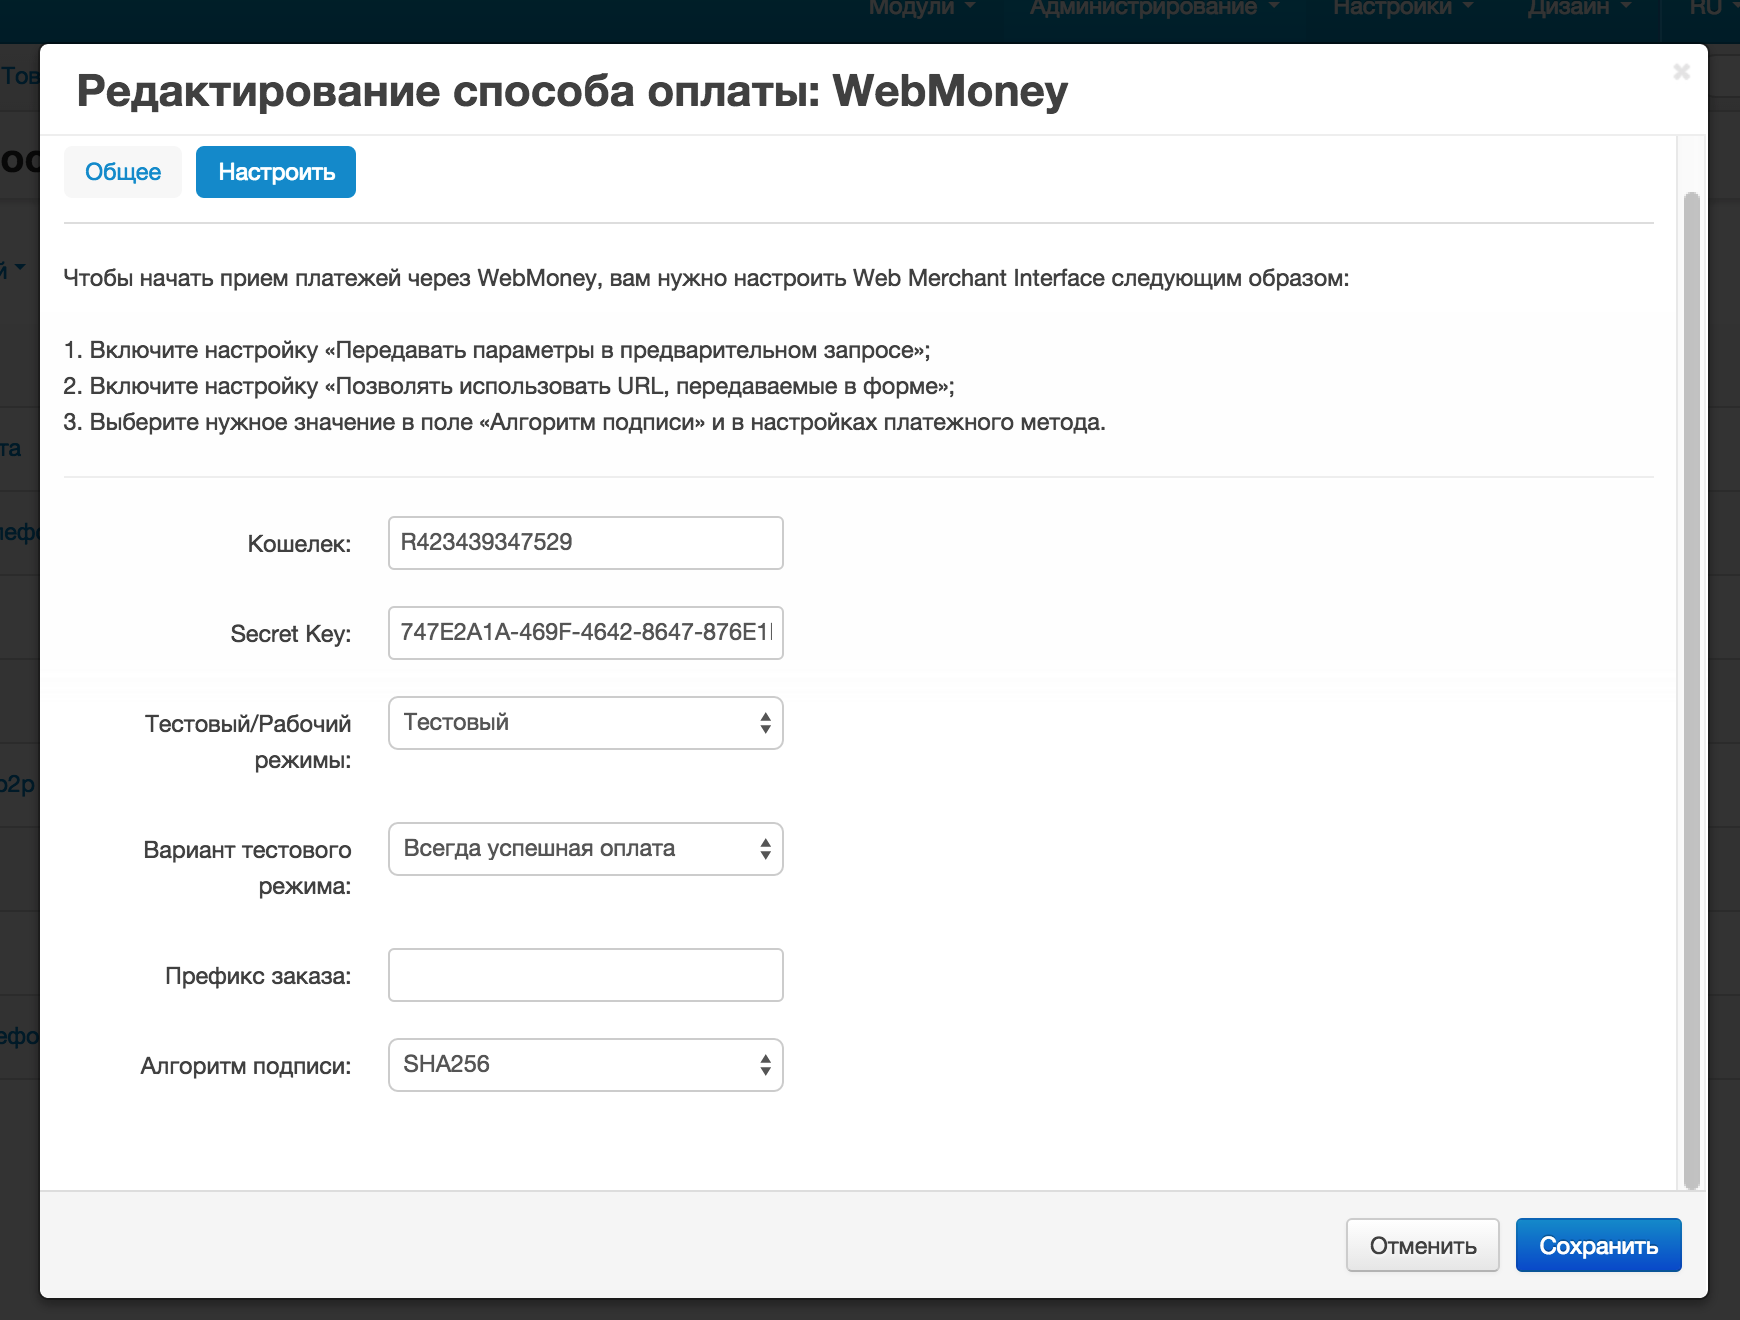 Модули Администрирование Настройки Дизайн RU
Тов
Редактирование способа оплаты: WebMoney
Общее Настроить
Чтобы начать прием платежей через WebMoney, вам нужно настроить Web Merchant Interface следующим образом:
1. Включите настройку «Передавать параметры в предварительном запросе»;
2. Включите настройку «Позволять использовать URL, передаваемые в форме»;
3. Выберите нужное значение в поле «Алгоритм подписи» и в настройках платежного метода.
та
Кошелек: R423439347529
Secret Key: 747E2A1A-469F-4642-8647-876E1
Тестовый/Рабочий
режимы:
Тестовый
p2p
Вариант тестового
режима:
Всегда успешная оплата
Префикс заказа:
Алгоритм подписи: SHA256
Отменить Сохранить